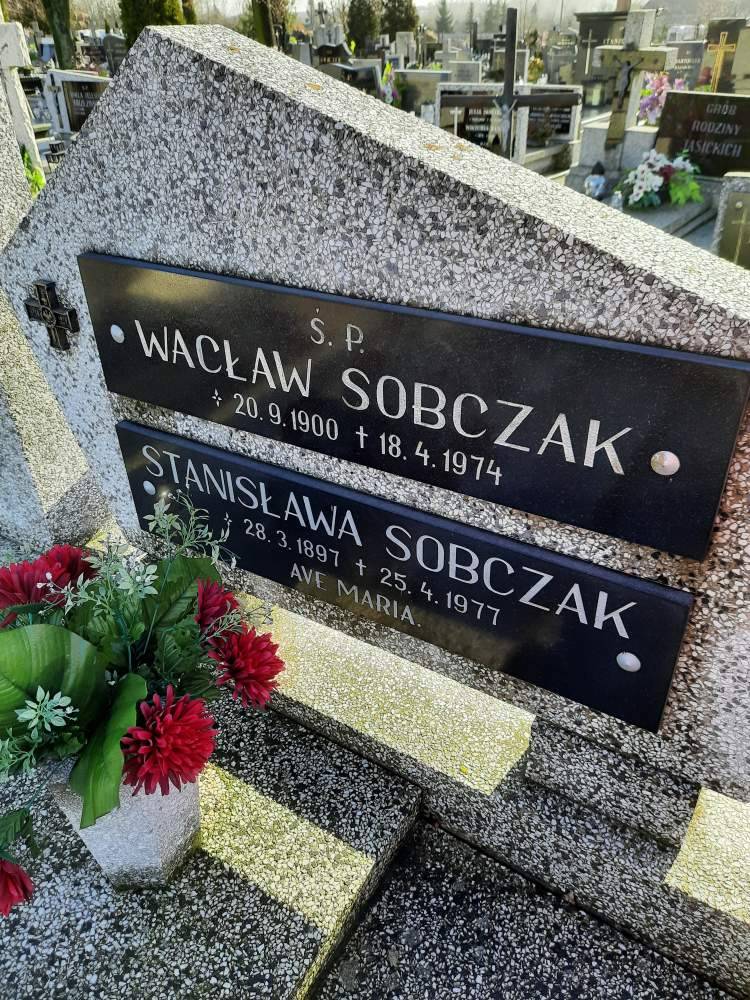 Ś. P.
WACŁAW SOBCZAK
* 20.9.1900 † 18.4.1974
STANISŁAWA SOBCZAK
* 28.3.1897 † 25.4.1977
AVE MARIA.
GRÓB
RODZINY
JASICKICH